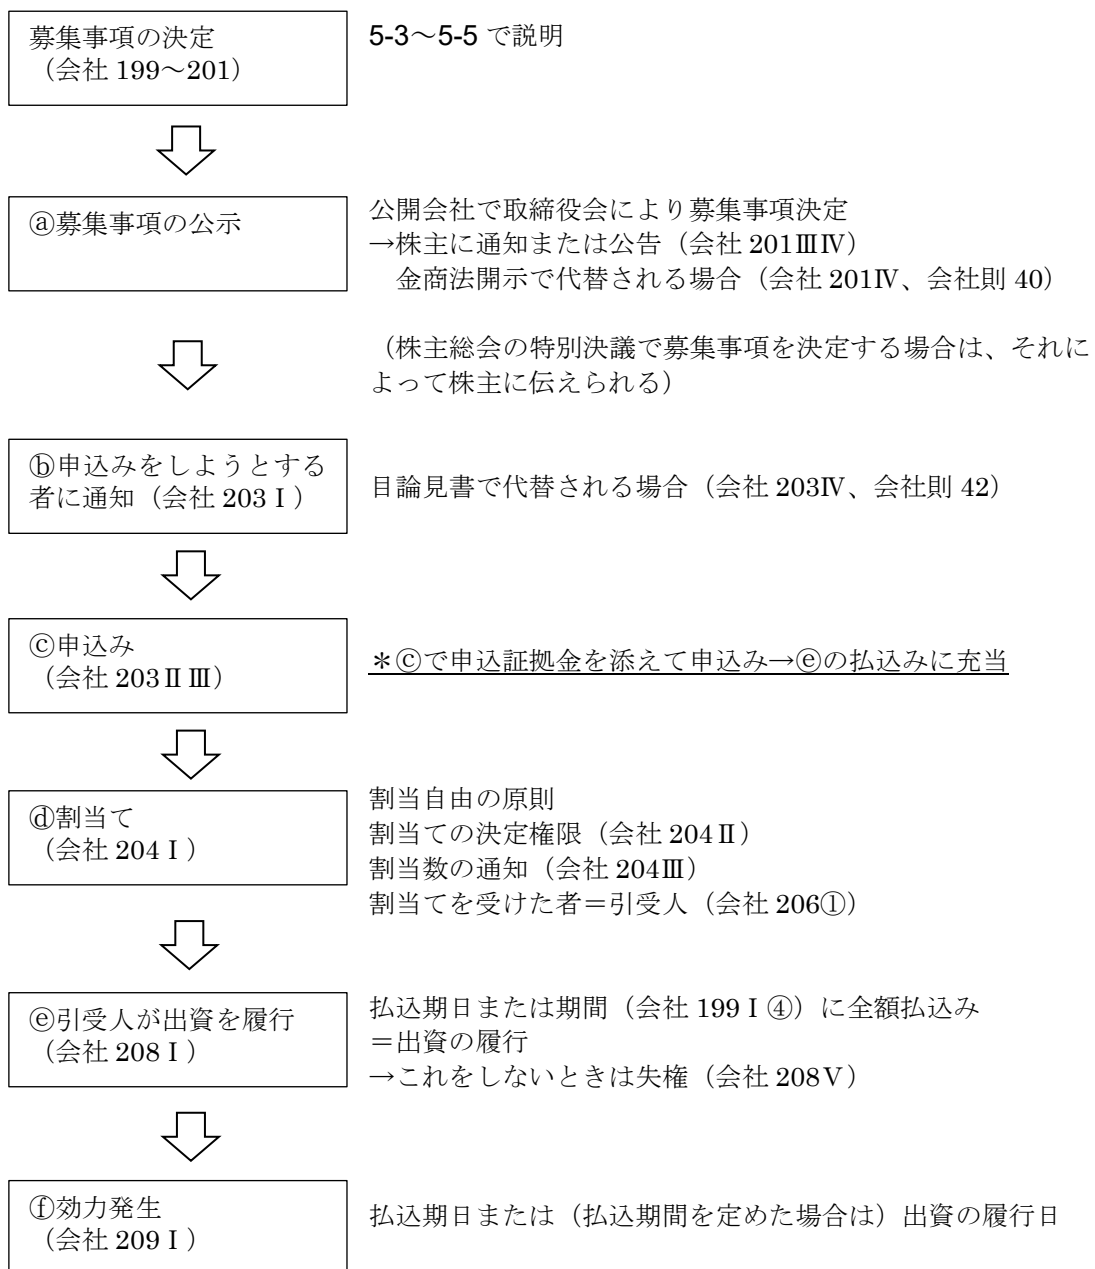 募集事項の決定
（会社 199～201）
5-3～5-5 で説明
ⓐ募集事項の公示
公開会社で取締役会により募集事項決定
→株主に通知または公告（会社 201ⅢⅣ）
金商法開示で代替される場合（会社 201Ⅳ、会社則 40）
（株主総会の特別決議で募集事項を決定する場合は、それに
よって株主に伝えられる）
ⓑ申込みをしようとする
者に通知（会社 203Ⅰ）
目論見書で代替される場合（会社 203Ⅳ、会社則 42）
ⓒ申込み
（会社 203ⅡⅢ）
＊ⓒで申込証拠金を添えて申込み→ⓔの払込みに充当
ⓓ割当て
（会社 204Ⅰ）
割当自由の原則
割当ての決定権限（会社 204Ⅱ）
割当数の通知（会社 204Ⅲ）
割当てを受けた者＝引受人（会社 206①）
ⓔ引受人が出資を履行
（会社 208Ⅰ）
払込期日または期間（会社 199Ⅰ④）に全額払込み
＝出資の履行
→これをしないときは失権（会社 208Ⅴ）
ⓕ効力発生
（会社 209Ⅰ）
払込期日または（払込期間を定めた場合は）出資の履行日